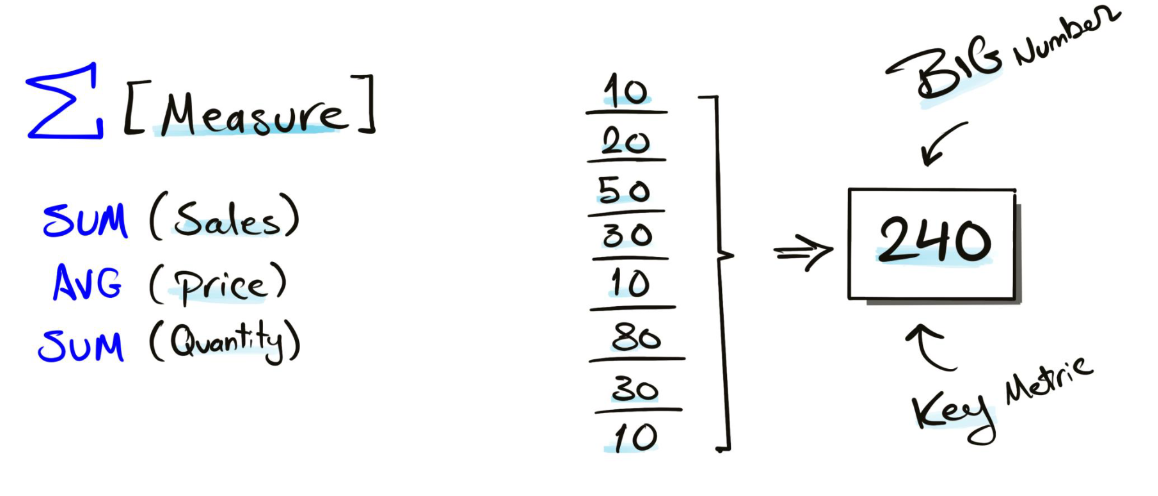 Σ [Measure]
SUM (Sales)
AVG (Price)
SUM (Quantity)
10
20
50
30
10
80
30
10
⇒
BIG Number
240
Key Metric